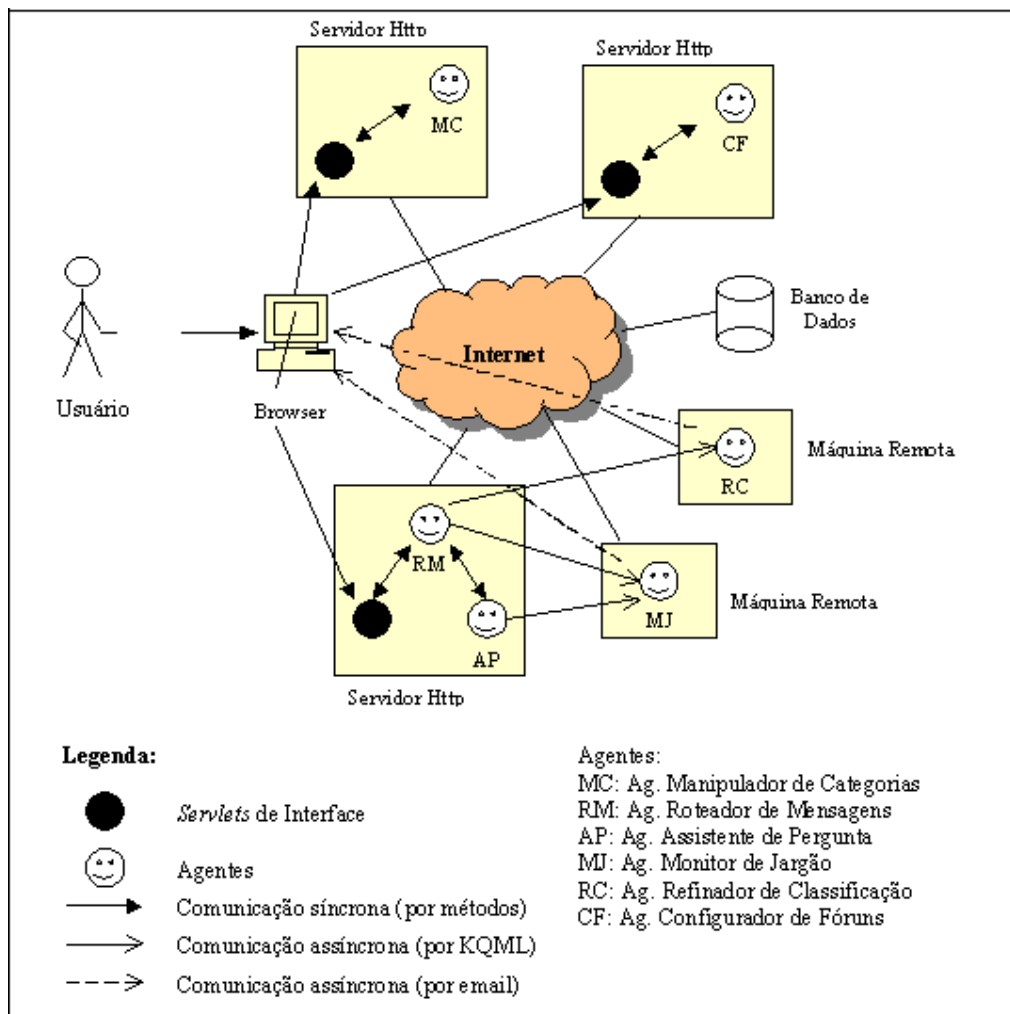 Servidor Http
Servidor Http
MC
CF
Banco de
Dados
Internet
Usuário
Browser
Máquina Remota
RC
RM
AP
MJ
Máquina Remota
Servidor Http
Legenda:
Servlets de Interface
Agentes
Comunicação síncrona (por métodos)
Comunicação assíncrona (por KQML)
Comunicação assíncrona (por email)
Agentes:
MC: Ag. Manipulador de Categorias
RM: Ag. Roteador de Mensagens
AP: Ag. Assistente de Pergunta
MJ: Ag. Monitor de Jargão
RC: Ag. Refinador de Classificação
CF: Ag. Configurador de Fóruns